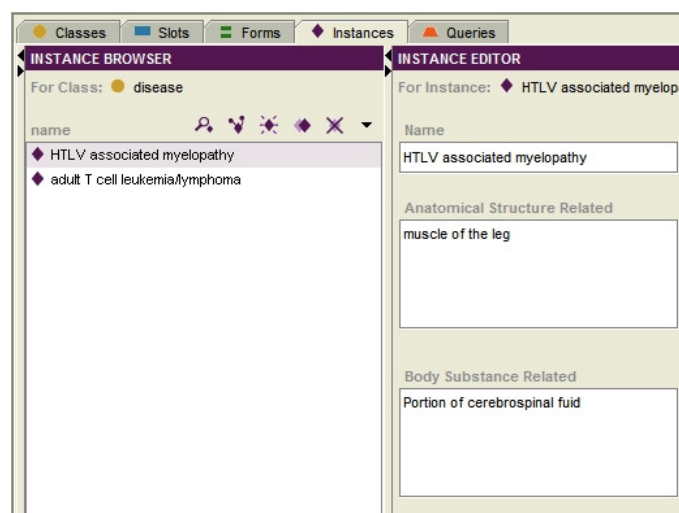 Classes Slots Forms Instances Queries
INSTANCE BROWSER
For Class: disease
name
HTLV associated myelopathy
adult T cell leukemia/lymphoma
INSTANCE EDITOR
For Instance: HTLV associated myelop
Name
HTLV associated myelopathy
Anatomical Structure Related
muscle of the leg
Body Substance Related
Portion of cerebrospinal fuid